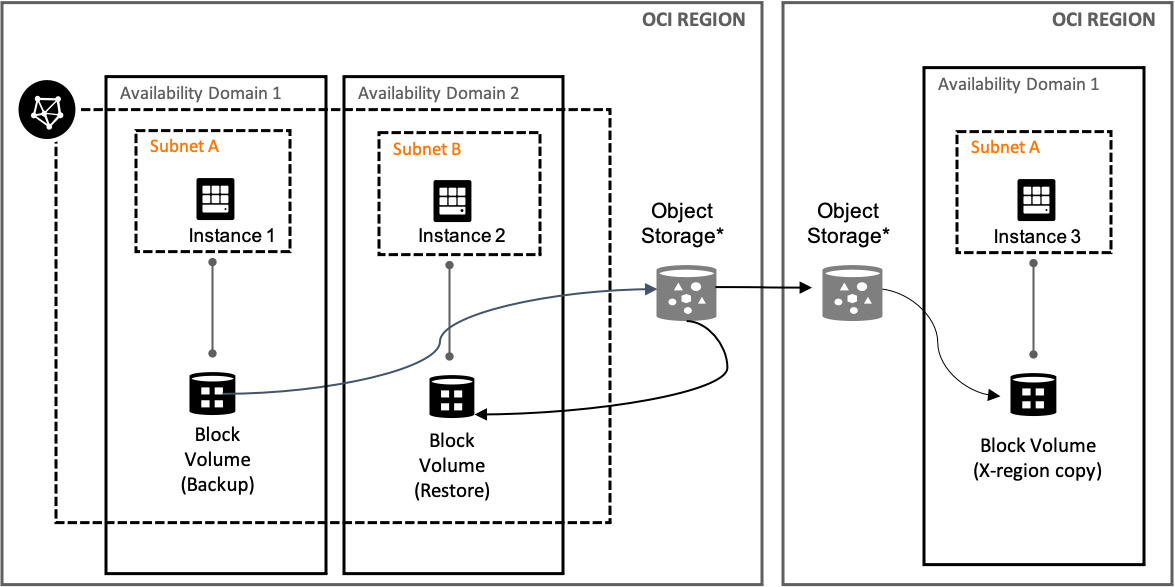 OCI REGION
Availability Domain 1
Subnet A
Instance 1
Block
Volume
(Backup)
Availability Domain 2
Subnet B
Instance 2
Block
Volume
(Restore)
Object
Storage*
OCI REGION
Object
Storage*
Availability Domain 1
Subnet A
Instance 3
Block Volume
(X-region copy)